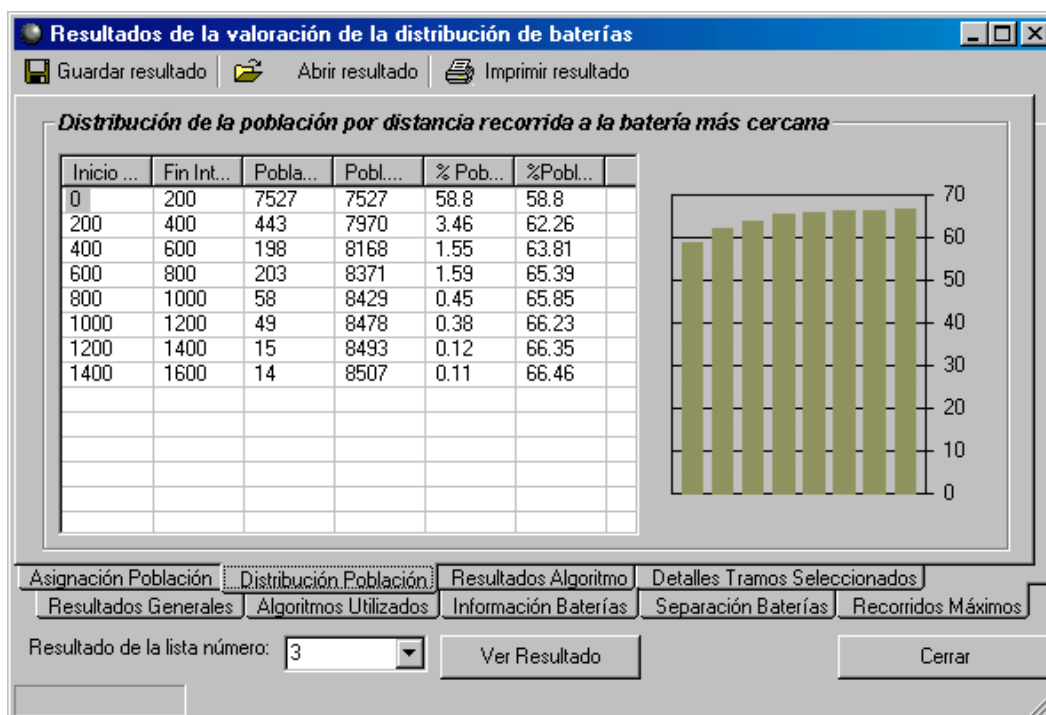 Resultados de la valoración de la distribución de baterías
Guardar resultado Abrir resultado Imprimir resultado
Distribución de la población por distancia recorrida a la batería más cercana
Inicio ... Fin Int... Pobla... Pobl.... % Pob... %Pobl...
0 200 7527 7527 58.8 58.8
200 400 443 7970 3.46 62.26
400 600 198 8168 1.55 63.81
600 800 203 8371 1.59 65.39
800 1000 58 8429 0.45 65.85
1000 1200 49 8478 0.38 66.23
1200 1400 15 8493 0.12 66.35
1400 1600 14 8507 0.11 66.46
70
60
50
40
30
20
10
0
Asignación Población Distribución Población Resultados Algoritmo Detalles Tramos Seleccionados
Resultados Generales Algoritmos Utilizados Información Baterías Separación Baterías Recorridos Máximos
Resultado de la lista número: 3 Ver Resultado Cerrar